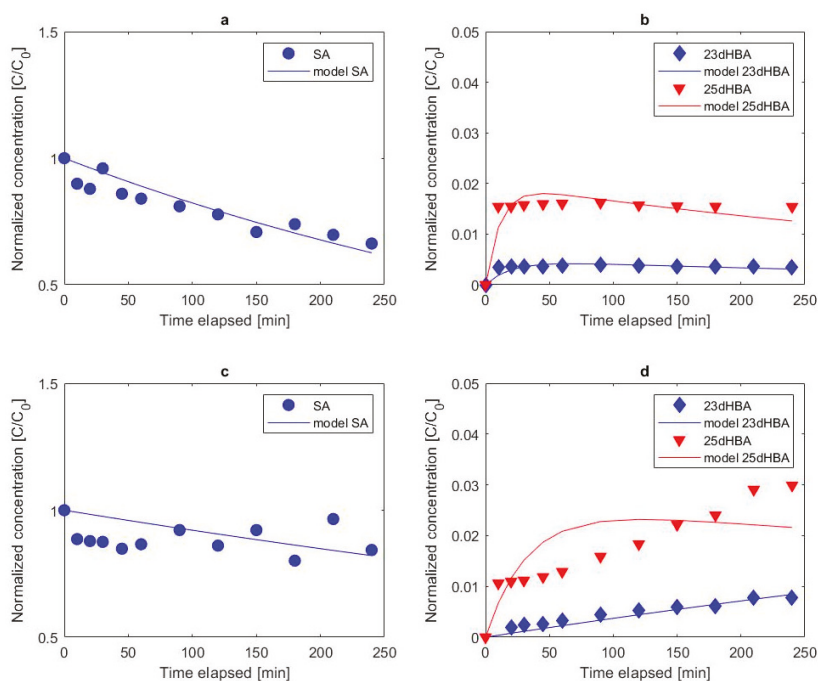 a
1.5
1
0.5
0 50 100 150 200 250
Normalized concentration [C/C0]
Time elapsed [min]
SA
model SA
b
0.05
0.04
0.03
0.02
0.01
0
0 50 100 150 200 250
Normalized concentration [C/C0]
Time elapsed [min]
23dHBA
model 23dHBA
25dHBA
model 25dHBA
c
1.5
1
0.5
0 50 100 150 200 250
Normalized concentration [C/C0]
Time elapsed [min]
SA
model SA
d
0.05
0.04
0.03
0.02
0.01
0
0 50 100 150 200 250
Normalized concentration [C/C0]
Time elapsed [min]
23dHBA
model 23dHBA
25dHBA
model 25dHBA